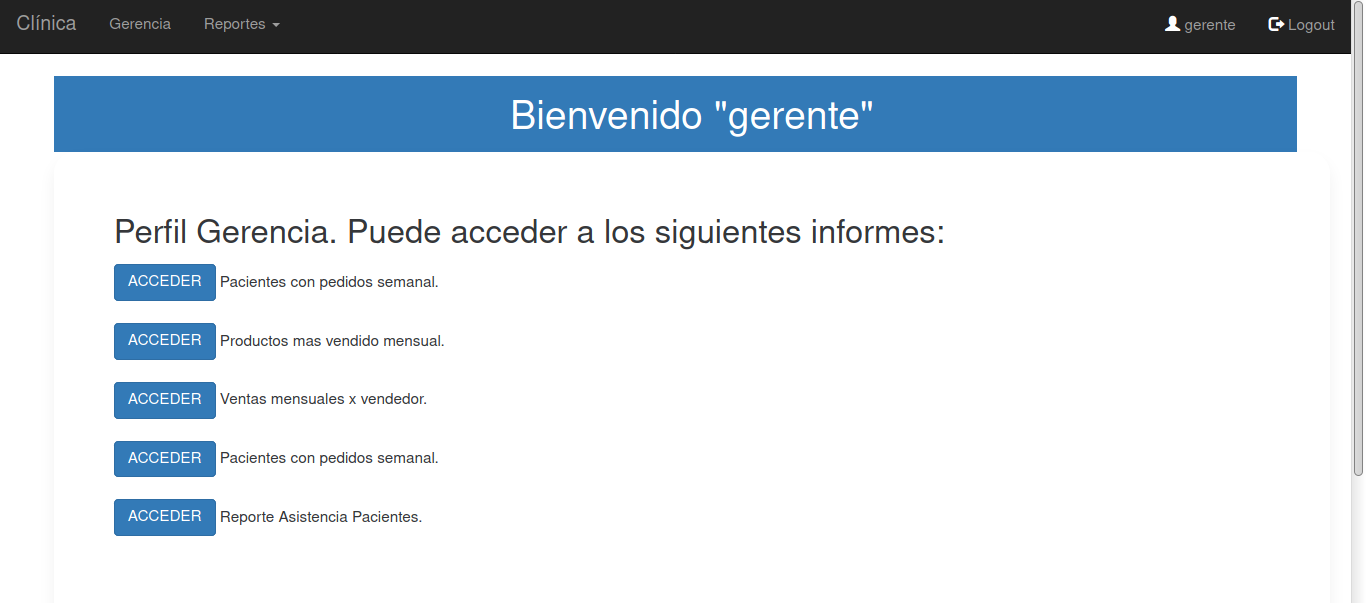 Clínica Gerencia Reportes gerente Logout
Bienvenido "gerente"
Perfil Gerencia. Puede acceder a los siguientes informes:
ACCEDER Pacientes con pedidos semanal.
ACCEDER Productos mas vendido mensual.
ACCEDER Ventas mensuales x vendedor.
ACCEDER Pacientes con pedidos semanal.
ACCEDER Reporte Asistencia Pacientes.